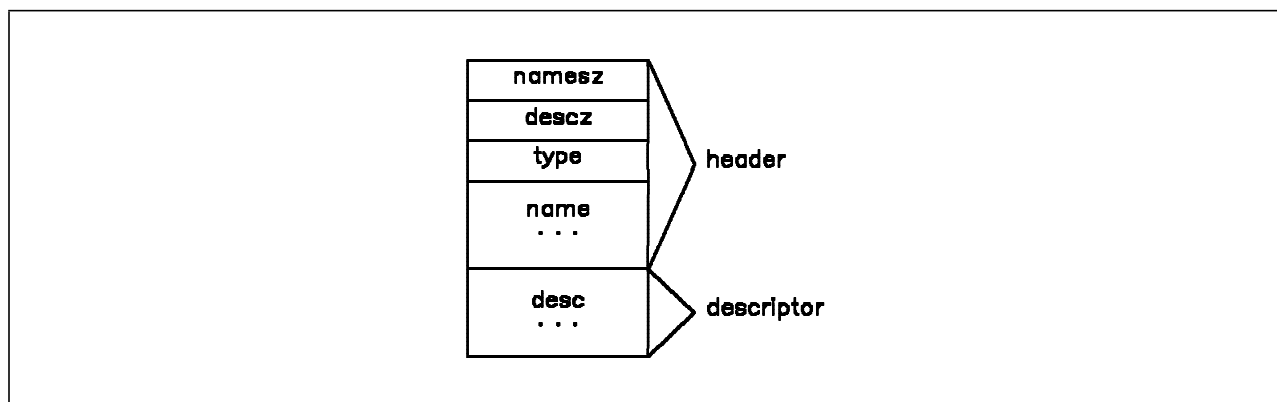 namesz
descz
type
header
name
. . .
desc
. . .
descriptor